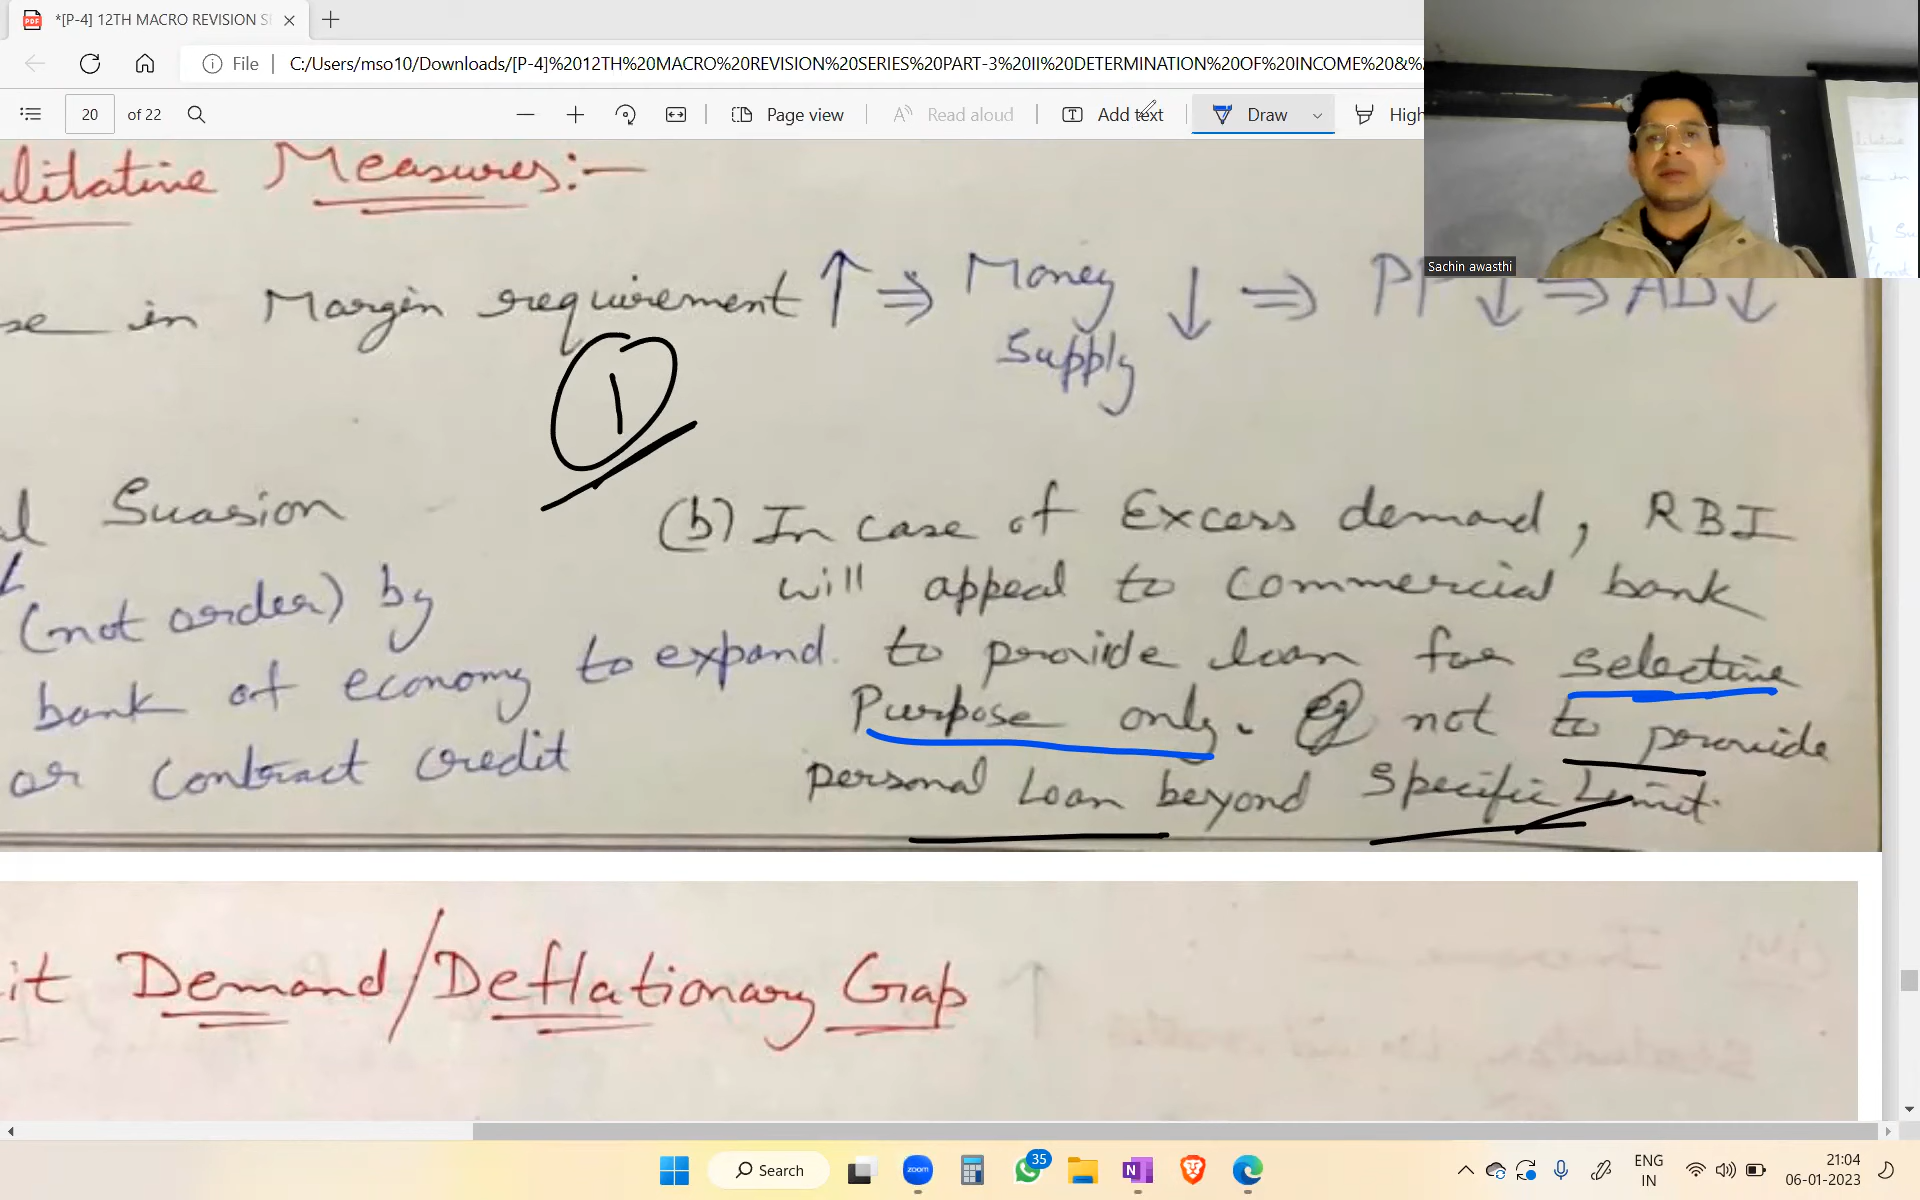 *[P-4] 12TH MACRO REVISION S
File
C:/Users/mso10/Downloads/[P-4]%2012TH%20MACRO%20REVISION%20SERIES%20PART-3%20II%20DETERMINATION%20OF%20INCOME%20&%
20 of 22
Page view
Read aloud
Add text
Draw
High
Sachin awasthi
litative Measures:-
se in Margin requirement ↑ ⇒ Money Supply ↓ ⇒ PP ↓ ⇒ AD ↓
1
l Suasion
(not order) by
bank of economy to expand
or contract credit
(b) In case of Excess demand, RBI
will appeal to commercial bank
to provide loan for selective
Purpose only. eg not to provide
personal Loan beyond specific Limit.
it Demand/Deflationary Gap
Search
zoom
35
N
ENG
IN
21:04
06-01-2023